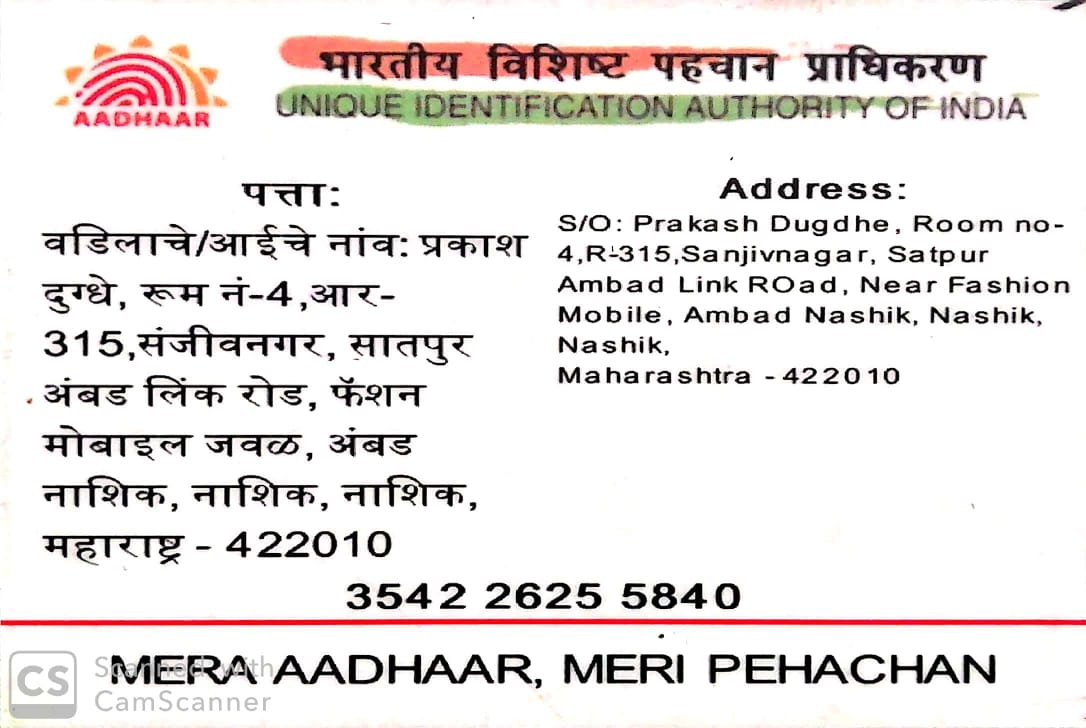 AADHAAR
भारतीय विशिष्ट पहचान प्राधिकरण
UNIQUE IDENTIFICATION AUTHORITY OF INDIA
पत्ता:
वडिलाचे/आईचे नांव: प्रकाश
दुग्धे, रूम नं-4,आर-
315,संजीवनगर, सातपुर
अंबड लिंक रोड, फॅशन
मोबाइल जवळ, अंबड
नाशिक, नाशिक, नाशिक,
महाराष्ट्र - 422010
Address:
S/O: Prakash Dugdhe, Room no-
4,R-315,Sanjivnagar, Satpur
Ambad Link ROad, Near Fashion
Mobile, Ambad Nashik, Nashik,
Nashik,
Maharashtra - 422010
3542 2625 5840
MERA AADHAAR, MERI PEHACHAN
CS
Scanned with
CamScanner